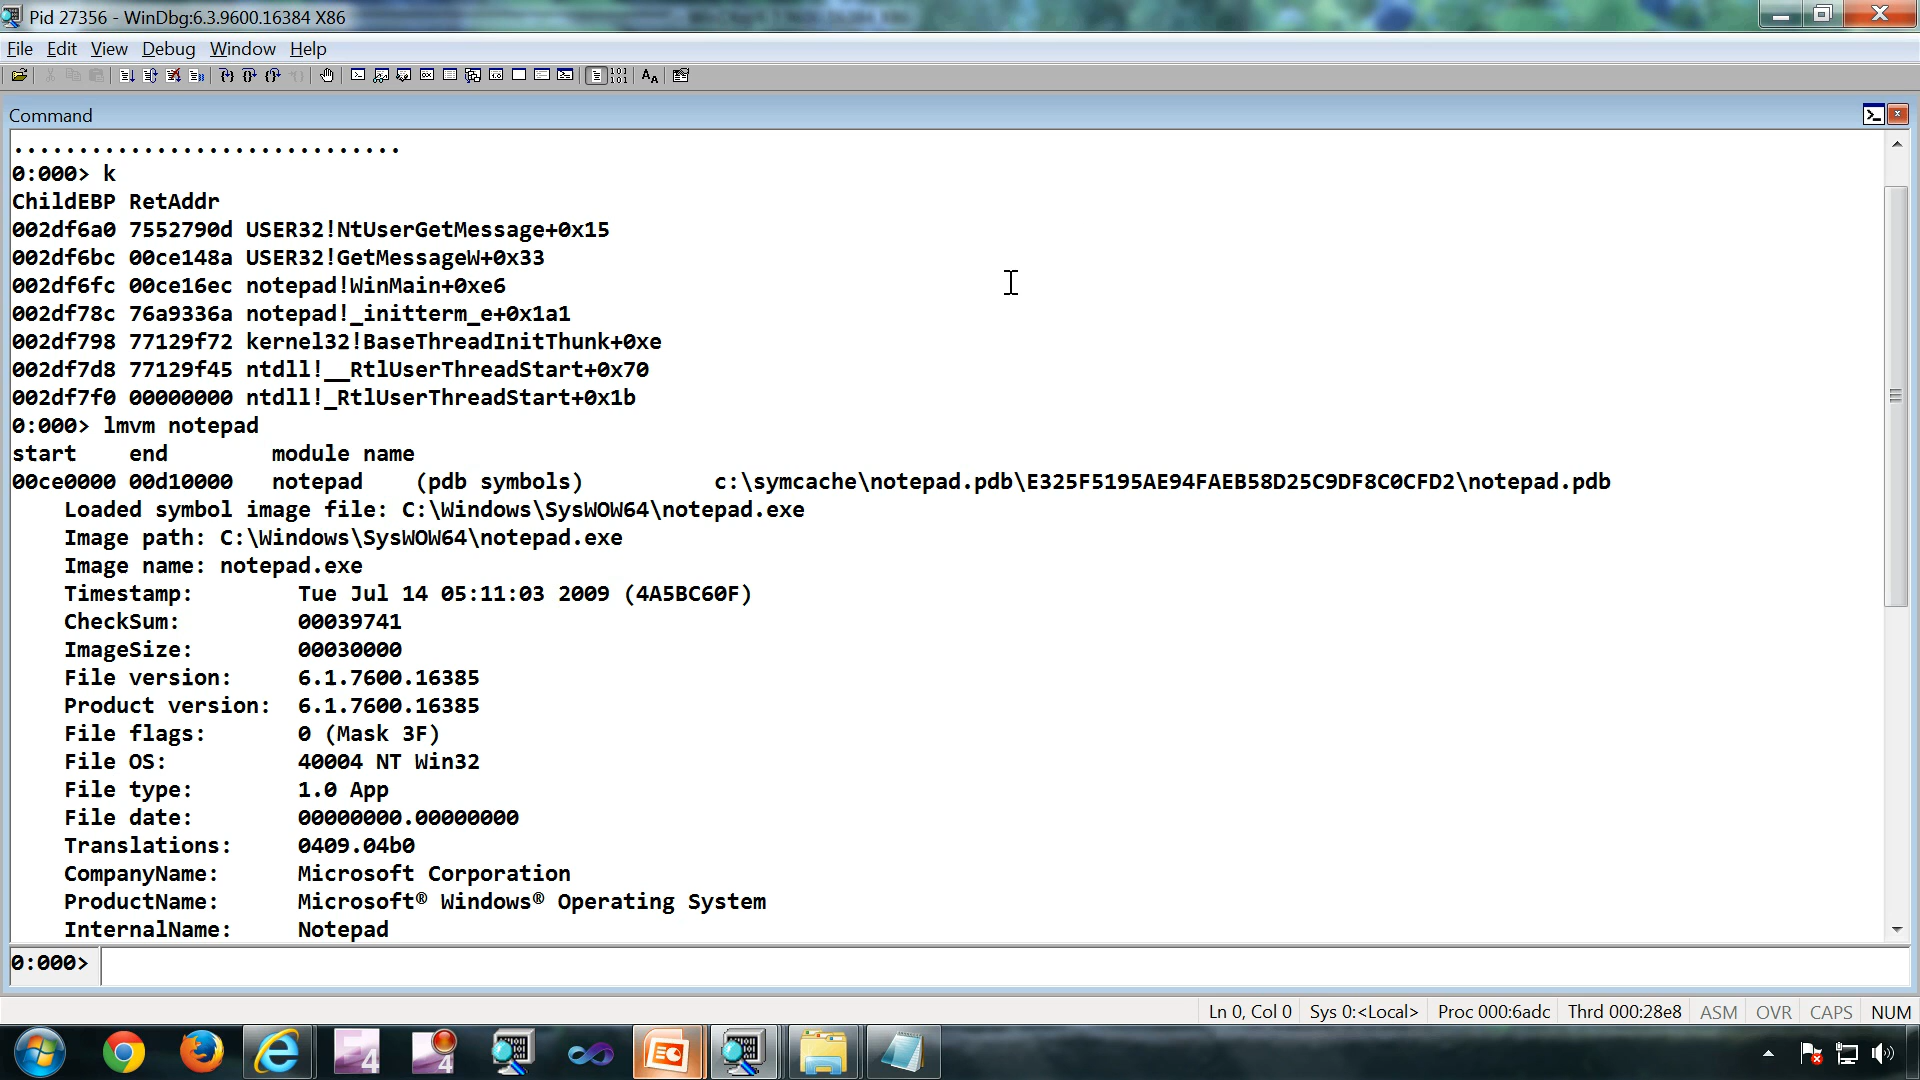 Pid 27356 - WinDbg:6.3.9600.16384 X86
File Edit View Debug Window Help
Command
..............................
0:000> k
ChildEBP RetAddr
002df6a0 7552790d USER32!NtUserGetMessage+0x15
002df6bc 00ce148a USER32!GetMessageW+0x33
002df6fc 00ce16ec notepad!WinMain+0xe6
002df78c 76a9336a notepad!_initterm_e+0x1a1
002df798 77129f72 kernel32!BaseThreadInitThunk+0xe
002df7d8 77129f45 ntdll!__RtlUserThreadStart+0x70
002df7f0 00000000 ntdll!_RtlUserThreadStart+0x1b
0:000> lmvm notepad
start    end        module name
00ce0000 00d10000   notepad    (pdb symbols)          c:\symcache\notepad.pdb\E325F5195AE94FAEB58D25C9DF8C0CFD2\notepad.pdb
    Loaded symbol image file: C:\Windows\SysWOW64\notepad.exe
    Image path: C:\Windows\SysWOW64\notepad.exe
    Image name: notepad.exe
    Timestamp:        Tue Jul 14 05:11:03 2009 (4A5BC60F)
    CheckSum:         00039741
    ImageSize:        00030000
    File version:     6.1.7600.16385
    Product version:  6.1.7600.16385
    File flags:       0 (Mask 3F)
    File OS:          40004 NT Win32
    File type:        1.0 App
    File date:        00000000.00000000
    Translations:     0409.04b0
    CompanyName:      Microsoft Corporation
    ProductName:      Microsoft® Windows® Operating System
    InternalName:     Notepad
0:000>
Ln 0, Col 0 Sys 0:<Local> Proc 000:6adc Thrd 000:28e8 ASM OVR CAPS NUM